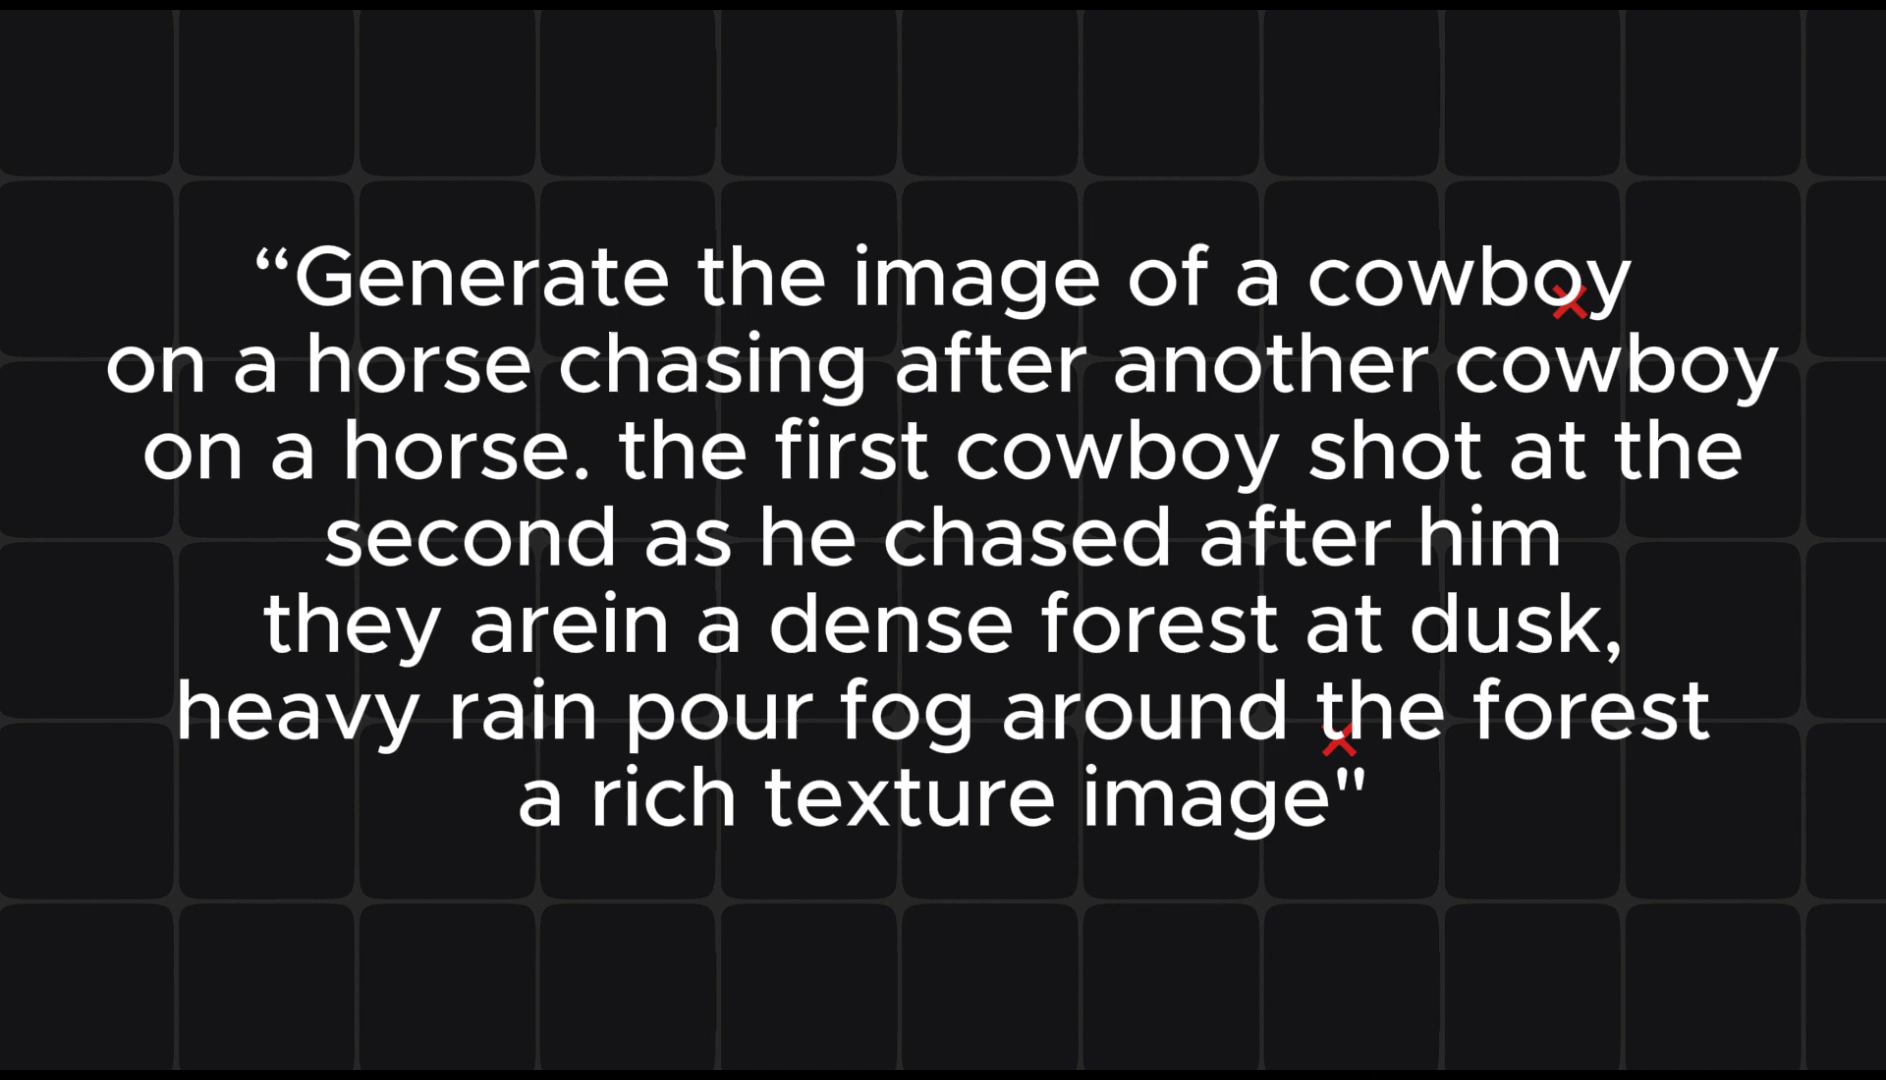 “Generate the image of a cowboy
on a horse chasing after another cowboy
on a horse. the first cowboy shot at the
second as he chased after him
they arein a dense forest at dusk,
heavy rain pour fog around the forest
a rich texture image"